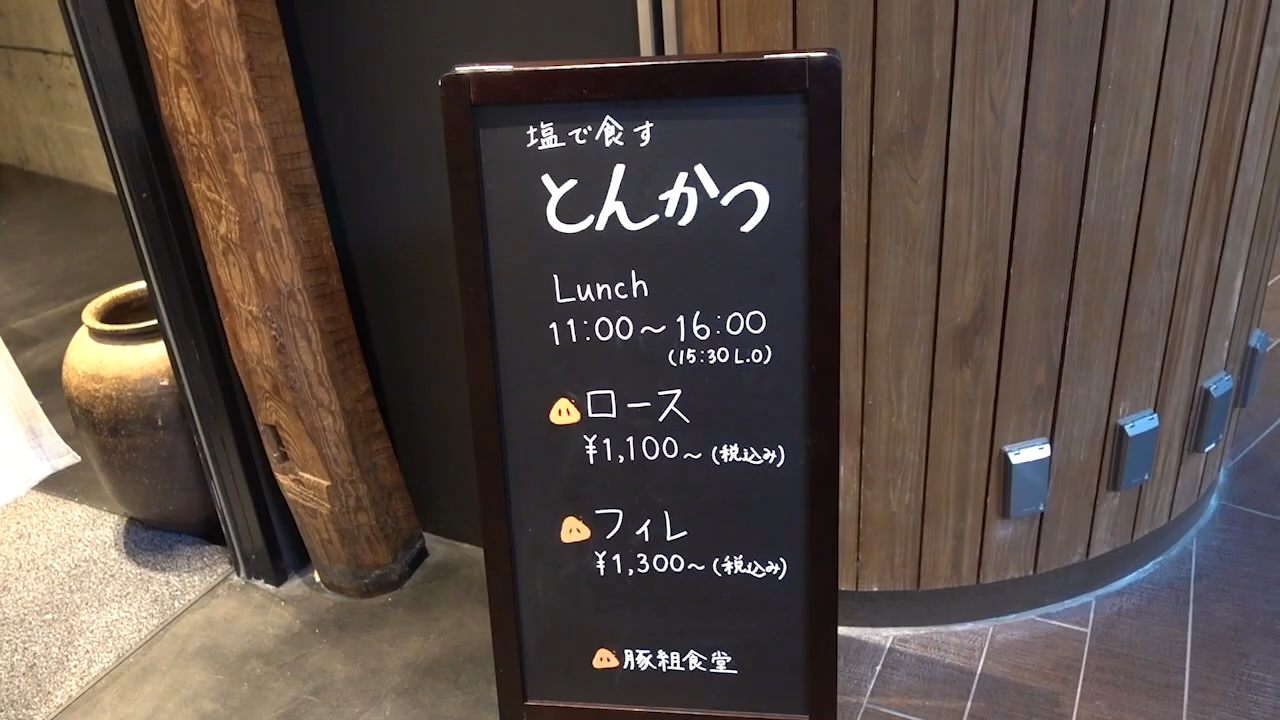 塩で食す
とんかつ
Lunch
11:00〜16:00
(15:30 L.O)
ロース
¥1,100〜(税込み)
フィレ
¥1,300〜(税込み)
豚組食堂